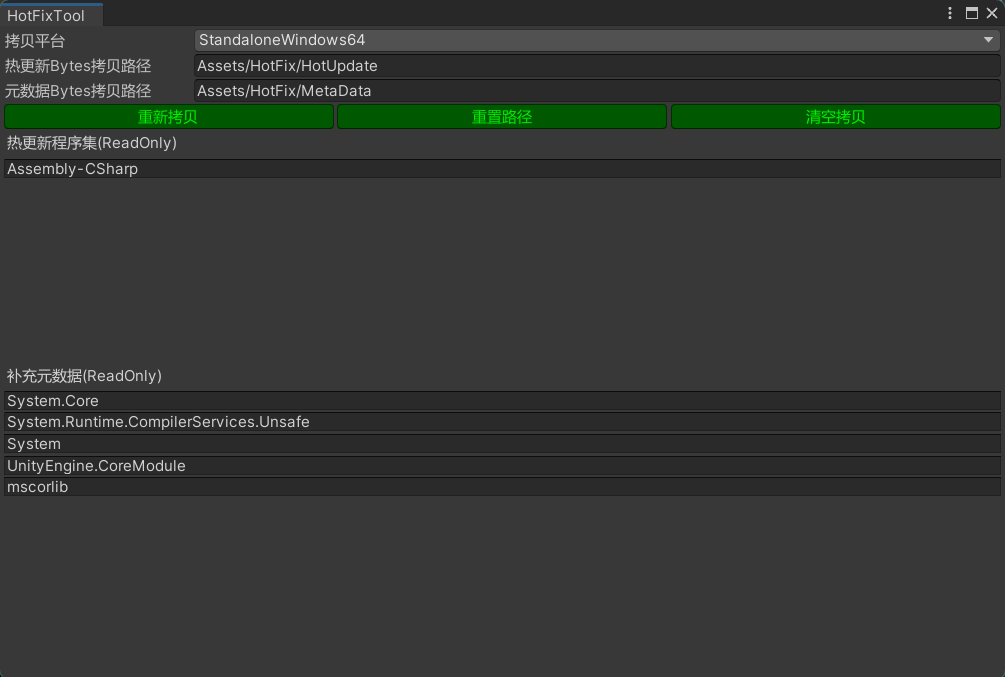 HotFixTool
拷贝平台 StandaloneWindows64
热更新Bytes拷贝路径 Assets/HotFix/HotUpdate
元数据Bytes拷贝路径 Assets/HotFix/MetaData
重新拷贝 重置路径 清空拷贝
热更新程序集(ReadOnly)
Assembly-CSharp
补充元数据(ReadOnly)
System.Core
System.Runtime.CompilerServices.Unsafe
System
UnityEngine.CoreModule
mscorlib